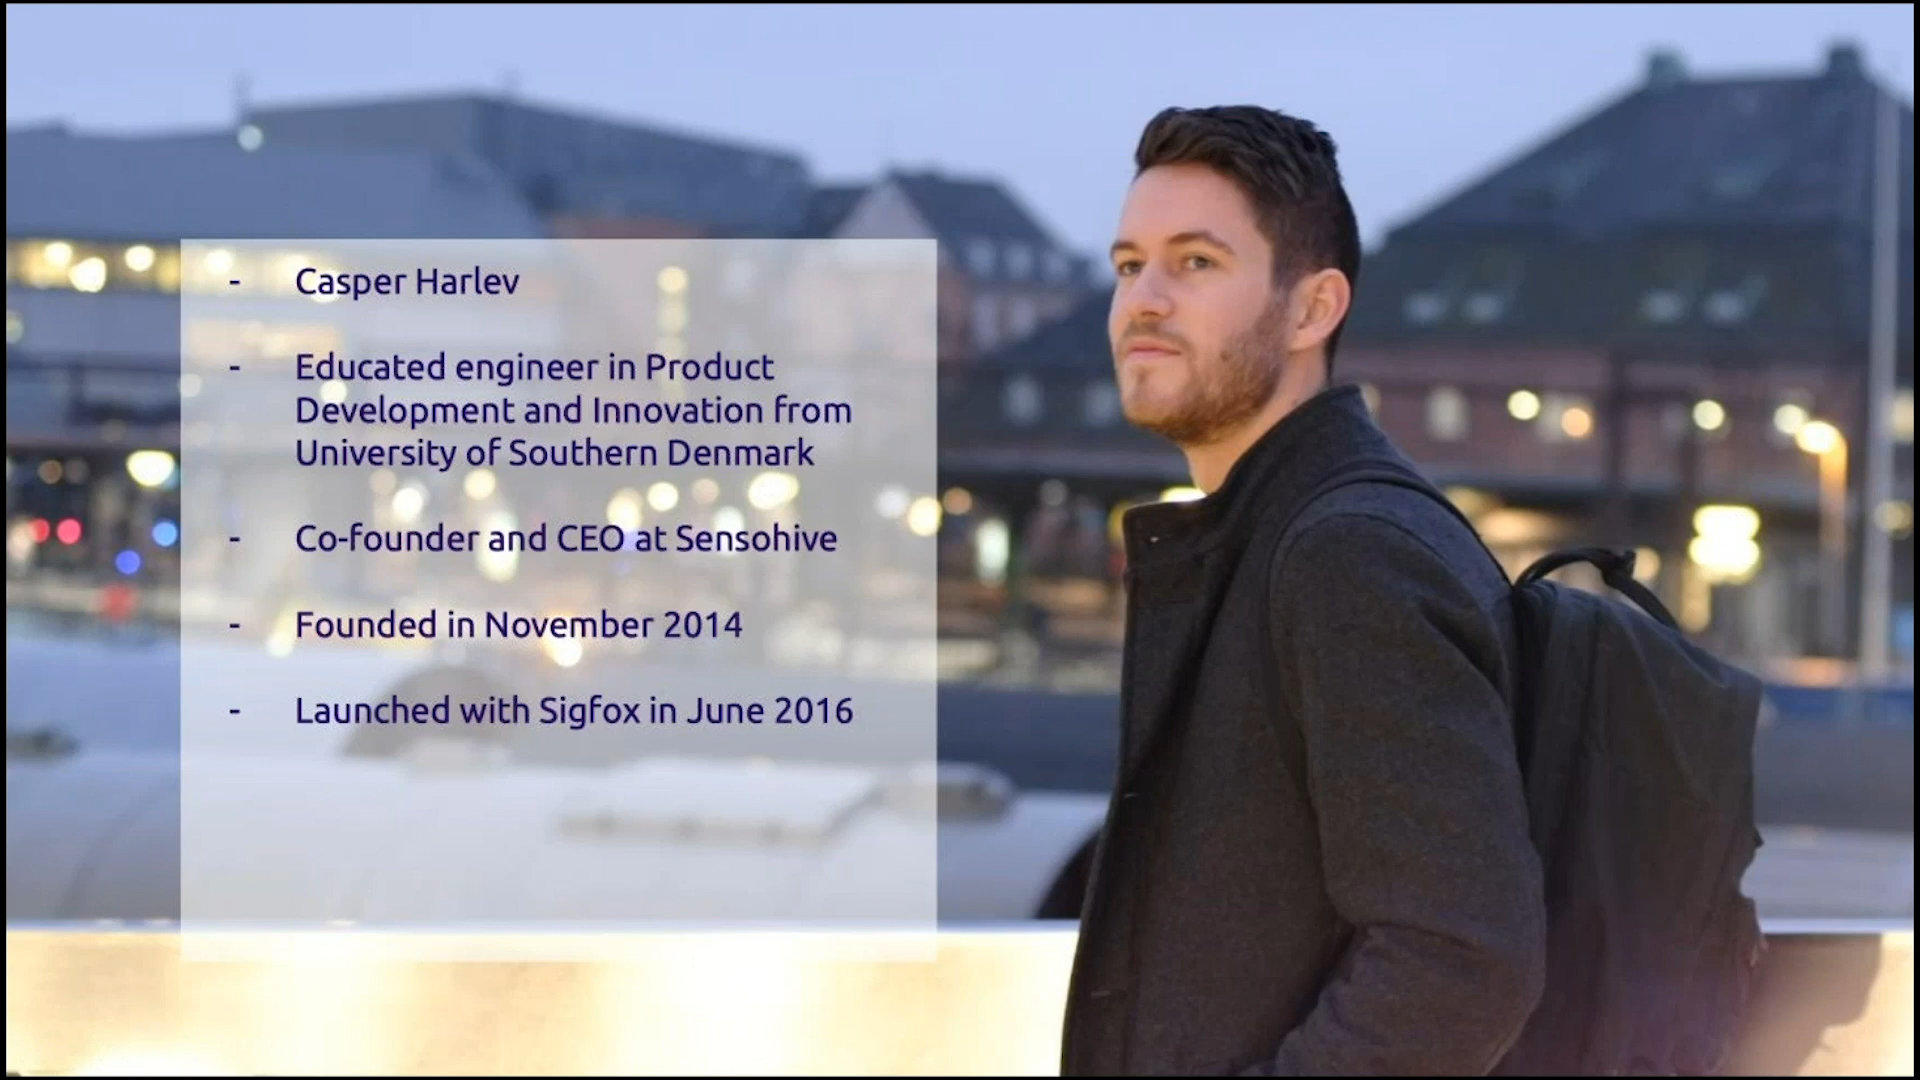 - Casper Harlev
- Educated engineer in Product
Development and Innovation from
University of Southern Denmark
- Co-founder and CEO at Sensohive
- Founded in November 2014
- Launched with Sigfox in June 2016